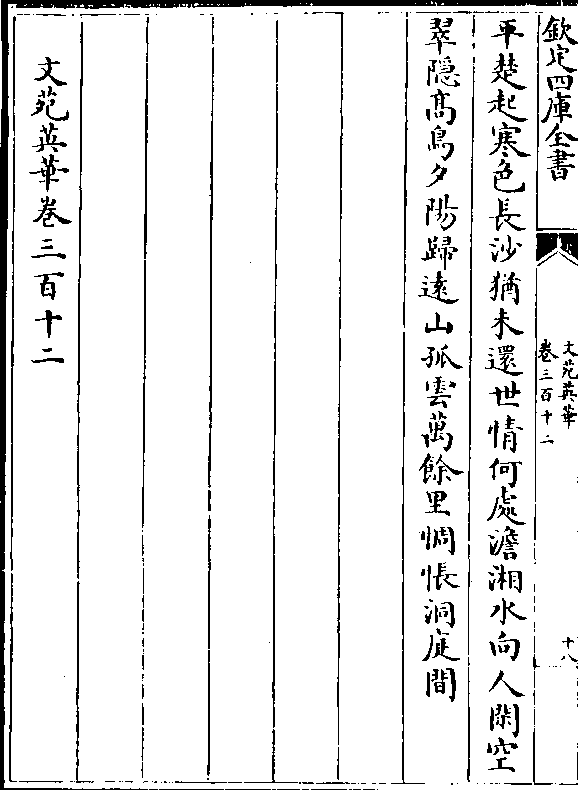 欽定四庫全書
文苑英華
卷三百十二
十八
平楚起寒色長沙猶未還世情何處澹湘水向人閑空
翠隱髙鳥夕陽歸逺山孤雲萬餘里惆悵洞庭間
文苑英華卷三百十二